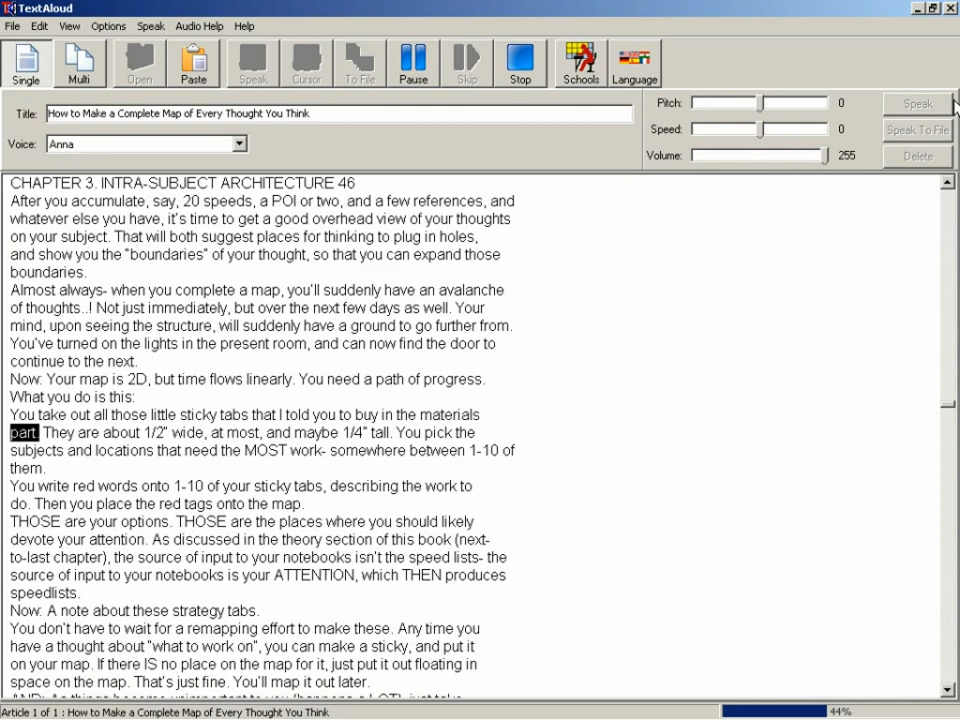 TextAloud
File Edit View Options Speak Audio Help Help
Single Multi Open Paste Speak Cursor To File Pause Skip Stop Schools Language
Title: How to Make a Complete Map of Every Thought You Think
Voice: Anna
Pitch: 0 Speak
Speed: 0 Speak To File
Volume: 255 Delete
CHAPTER 3. INTRA-SUBJECT ARCHITECTURE 46
After you accumulate, say, 20 speeds, a POI or two, and a few references, and
whatever else you have, it's time to get a good overhead view of your thoughts
on your subject. That will both suggest places for thinking to plug in holes,
and show you the "boundaries" of your thought, so that you can expand those
boundaries.
Almost always- when you complete a map, you'll suddenly have an avalanche
of thoughts..! Not just immediately, but over the next few days as well. Your
mind, upon seeing the structure, will suddenly have a ground to go further from.
You've turned on the lights in the present room, and can now find the door to
continue to the next.
Now: Your map is 2D, but time flows linearly. You need a path of progress.
What you do is this:
You take out all those little sticky tabs that I told you to buy in the materials
part. They are about 1/2" wide, at most, and maybe 1/4" tall. You pick the
subjects and locations that need the MOST work- somewhere between 1-10 of
them.
You write red words onto 1-10 of your sticky tabs, describing the work to
do. Then you place the red tags onto the map.
THOSE are your options. THOSE are the places where you should likely
devote your attention. As discussed in the theory section of this book (next-
to-last chapter), the source of input to your notebooks isn't the speed lists- the
source of input to your notebooks is your ATTENTION, which THEN produces
speedlists.
Now: A note about these strategy tabs.
You don't have to wait for a remapping effort to make these. Any time you
have a thought about "what to work on", you can make a sticky, and put it
on your map. If there IS no place on the map for it, just put it out floating in
space on the map. That's just fine. You'll map it out later.
AND: As things become unimportant to you (happens a LOT), just take
Article 1 of 1 : How to Make a Complete Map of Every Thought You Think 44%